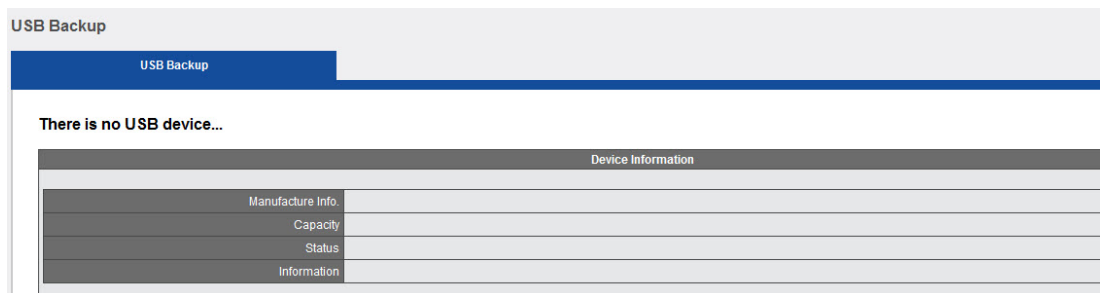 USB Backup
USB Backup
There is no USB device...
Device Information
Manufacture Info.
Capacity
Status
Information